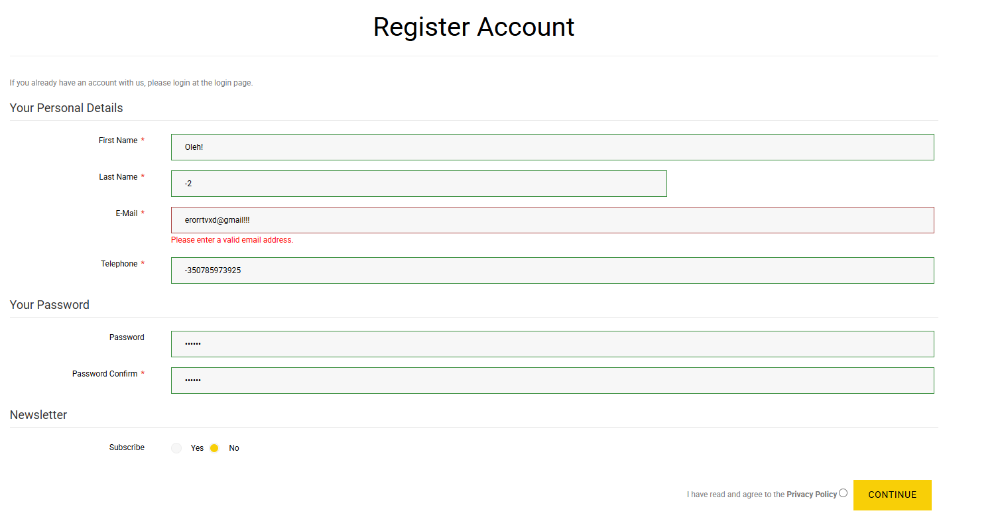 Register Account
If you already have an account with us, please login at the login page.
Your Personal Details
First Name * Oleh!
Last Name * -2
E-Mail * erorrtvxd@gmail!!!
Please enter a valid email address.
Telephone * -350785973925
Your Password
Password ••••••
Password Confirm * ••••••
Newsletter
Subscribe Yes No
I have read and agree to the Privacy Policy CONTINUE